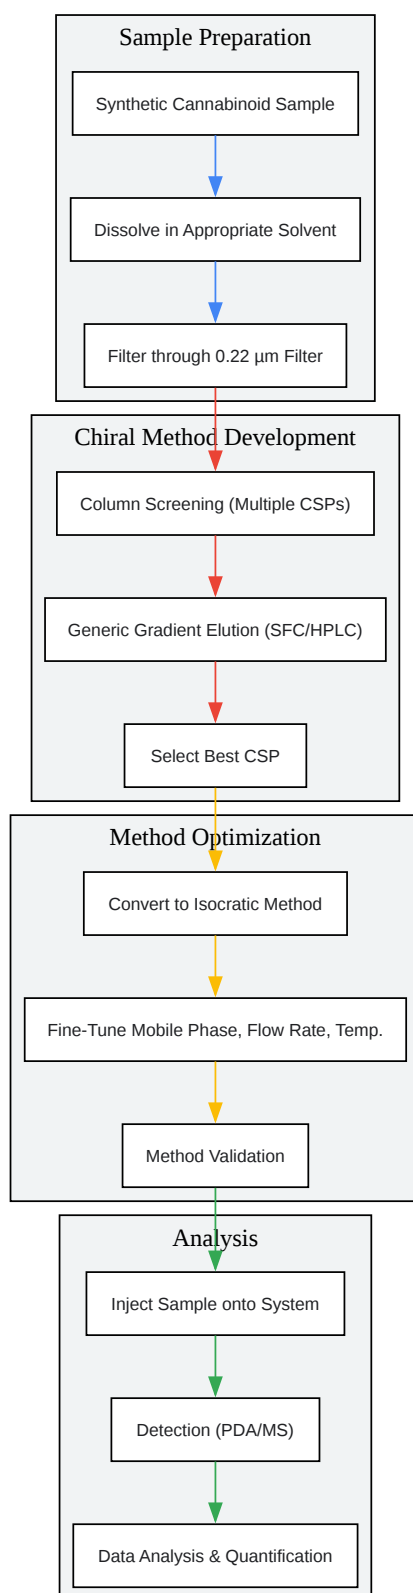 Sample Preparation
Synthetic Cannabinoid Sample
Dissolve in Appropriate Solvent
Filter through 0.22 µm Filter
Chiral Method Development
Column Screening (Multiple CSPs)
Generic Gradient Elution (SFC/HPLC)
Select Best CSP
Method Optimization
Convert to Isocratic Method
Fine-Tune Mobile Phase, Flow Rate, Temp.
Method Validation
Analysis
Inject Sample onto System
Detection (PDA/MS)
Data Analysis & Quantification